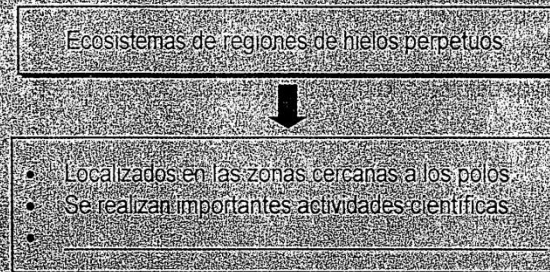 Ecosistemas de regiones de hielos perpetuos
• Localizados en las zonas cercanas a los polos.
• Se realizan importantes actividades científicas.
•